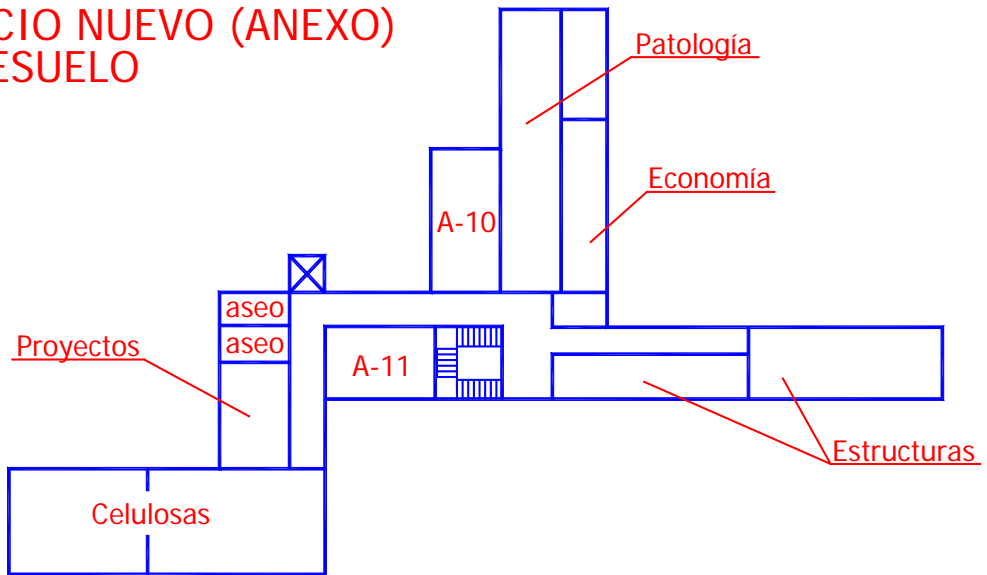 CIO NUEVO (ANEXO)
ESUELO
Patología
Economía
A-10
aseo
aseo
Proyectos
A-11
Estructuras
Celulosas